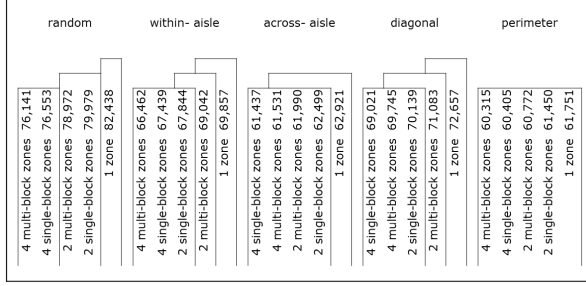 random
within- aisle
across- aisle
diagonal
perimeter
4 multi-block zones 76,141
4 single-block zones 76,553
2 multi-block zones 78,972
2 single-block zones 79,979
1 zone 82,438
4 multi-block zones 66,462
4 single-block zones 67,439
2 single-block zones 67,844
2 multi-block zones 69,042
1 zone 69,857
4 single-block zones 61,437
4 multi-block zones 61,531
2 multi-block zones 61,990
2 single-block zones 62,499
1 zone 62,921
4 single-block zones 69,021
4 multi-block zones 69,745
2 single-block zones 70,139
2 multi-block zones 71,083
1 zone 72,657
4 multi-block zones 60,315
4 single-block zones 60,405
2 multi-block zones 60,772
2 single-block zones 61,450
1 zone 61,751